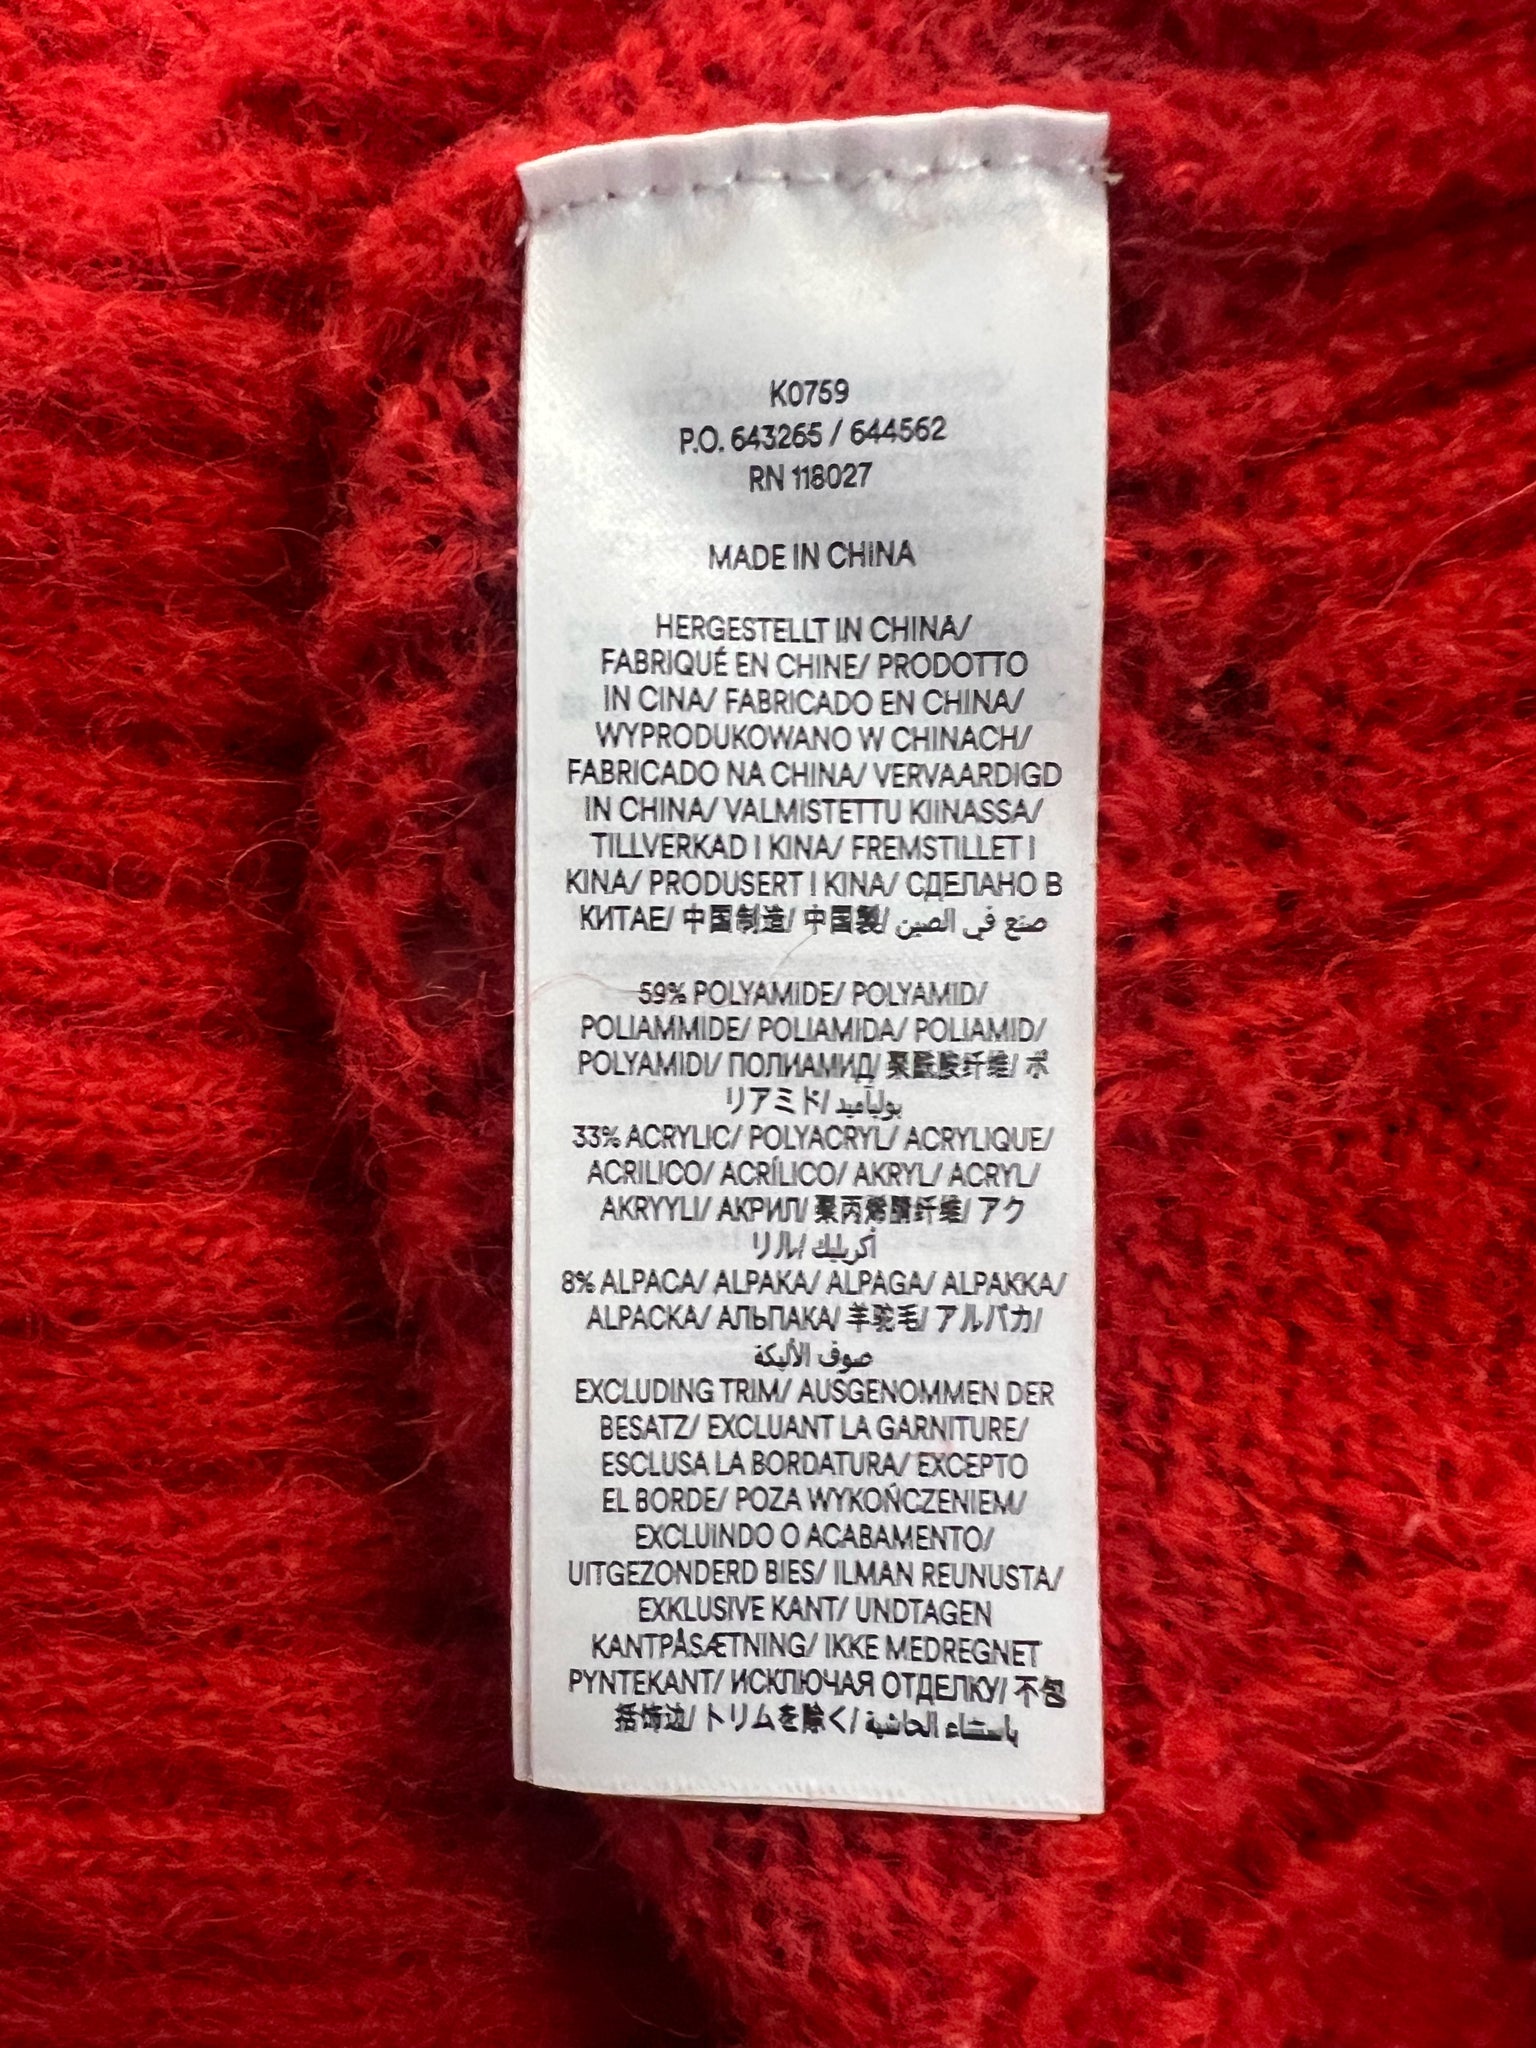 K0759
P.O. 643265 / 644562
RN 118027
MADE IN CHINA
HERGESTELLT IN CHINA/
FABRIQUÉ EN CHINE/ PRODOTTO
IN CINA/ FABRICADO EN CHINA/
WYPRODUKOWANO W CHINACH/
FABRICADO NA CHINA/ VERVAARDIGD
IN CHINA/ VALMISTETTU KIINASSA/
TILLVERKAD I KINA/ FREMSTILLET I
KINA/ PRODUSERT I KINA/ СДЕЛАНО В
КИТАЕ/ 中国制造/ 中国製/ صنع في الصين
59% POLYAMIDE/ POLYAMID/
POLIAMMIDE/ POLIAMIDA/ POLIAMID/
POLYAMIDI/ ПОЛИАМИД/ 聚酰胺纤维/ ポ
リアミド/ بولياميد
33% ACRYLIC/ POLYACRYL/ ACRYLIQUE/
ACRILICO/ ACRÍLICO/ AKRYL/ ACRYL/
AKRYYLI/ АКРИЛ/ 聚丙烯腈纤维/ アク
リル/ أكريليك
8% ALPACA/ ALPAKA/ ALPAGA/ ALPAKKA/
ALPACKA/ АЛЬПАКА/ 羊驼毛/ アルパカ/
صوف الألبكة
EXCLUDING TRIM/ AUSGENOMMEN DER
BESATZ/ EXCLUANT LA GARNITURE/
ESCLUSA LA BORDATURA/ EXCEPTO
EL BORDE/ POZA WYKOŃCZENIEM/
EXCLUINDO O ACABAMENTO/
UITGEZONDERD BIES/ ILMAN REUNUSTA/
EXKLUSIVE KANT/ UNDTAGEN
KANTPÅSÆTNING/ IKKE MEDREGNET
PYNTEKANT/ ИСКЛЮЧАЯ ОТДЕЛКУ/ 不包
括饰边/ トリムを除く/ باستثناء الحاشية